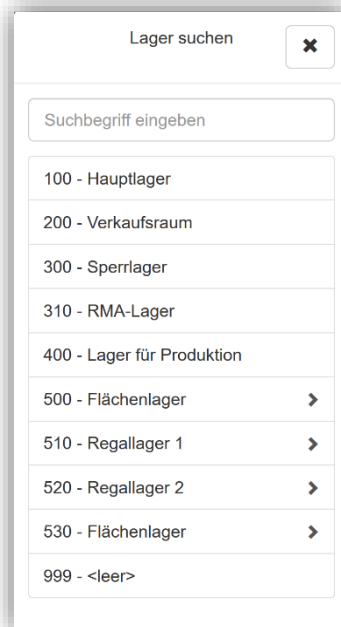 Lager suchen
Suchbegriff eingeben
100 - Hauptlager
200 - Verkaufsraum
300 - Sperrlager
310 - RMA-Lager
400 - Lager für Produktion
500 - Flächenlager
510 - Regallager 1
520 - Regallager 2
530 - Flächenlager
999 - <leer>